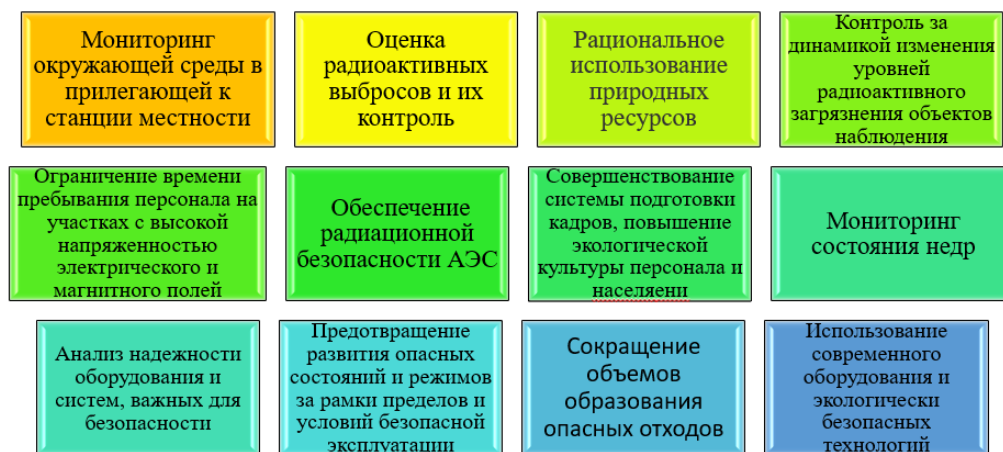 Мониторинг
окружающей среды в
прилегающей к
станции местности
Оценка
радиоактивных
выбросов и их
контроль
Рациональное
использование
природных
ресурсов
Контроль за
динамикой изменения
уровней
радиоактивного
загрязнения объектов
наблюдения
Ограничение времени
пребывания персонала на
участках с высокой
напряженностью
электрического и
магнитного полей
Обеспечение
радиационной
безопасности АЭС
Совершенствование
системы подготовки
кадров, повышение
экологической
культуры персонала и
населяени
Мониторинг
состояния недр
Анализ надежности
оборудования и
систем, важных для
безопасности
Предотвращение
развития опасных
состояний и режимов
за рамки пределов и
условий безопасной
эксплуатации
Сокращение
объемов
образования
опасных отходов
Использование
современного
оборудования и
экологически
безопасных
технологий